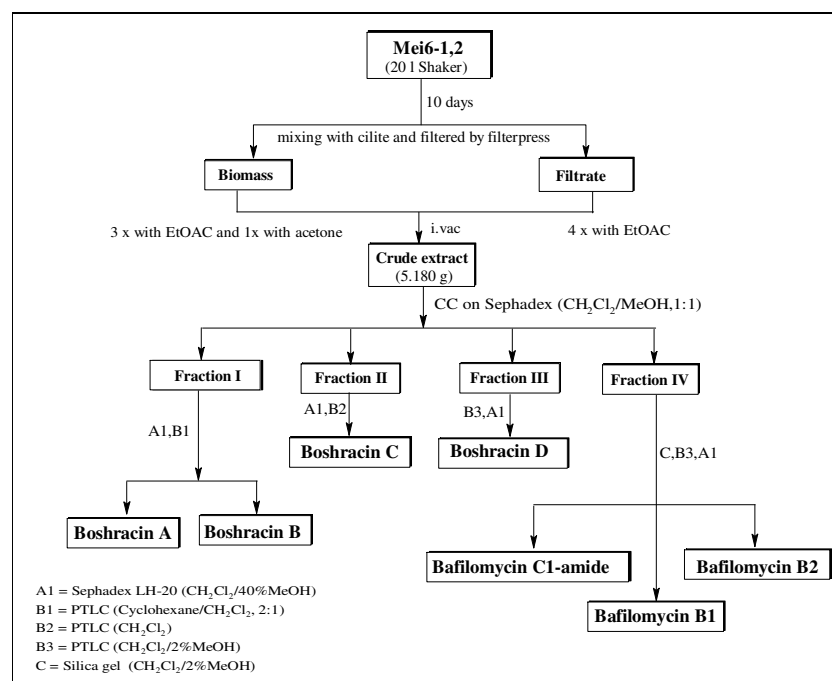 Mei6-1,2
(20 l Shaker)
10 days
mixing with cilite and filtered by filterpress
Biomass
Filtrate
3 x with EtOAC and 1x with acetone
i.vac
4 x with EtOAC
Crude extract
(5.180 g)
CC on Sephadex (CH₂Cl₂/MeOH,1:1)
Fraction I
Fraction II
Fraction III
Fraction IV
A1,B1
A1,B2
B3,A1
C,B3,A1
Boshracin C
Boshracin D
Boshracin A
Boshracin B
Bafilomycin C1-amide
Bafilomycin B2
Bafilomycin B1
A1 = Sephadex LH-20 (CH₂Cl₂/40%MeOH)
B1 = PTLC (Cyclohexane/CH₂Cl₂, 2:1)
B2 = PTLC (CH₂Cl₂)
B3 = PTLC (CH₂Cl₂/2%MeOH)
C = Silica gel (CH₂Cl₂/2%MeOH)